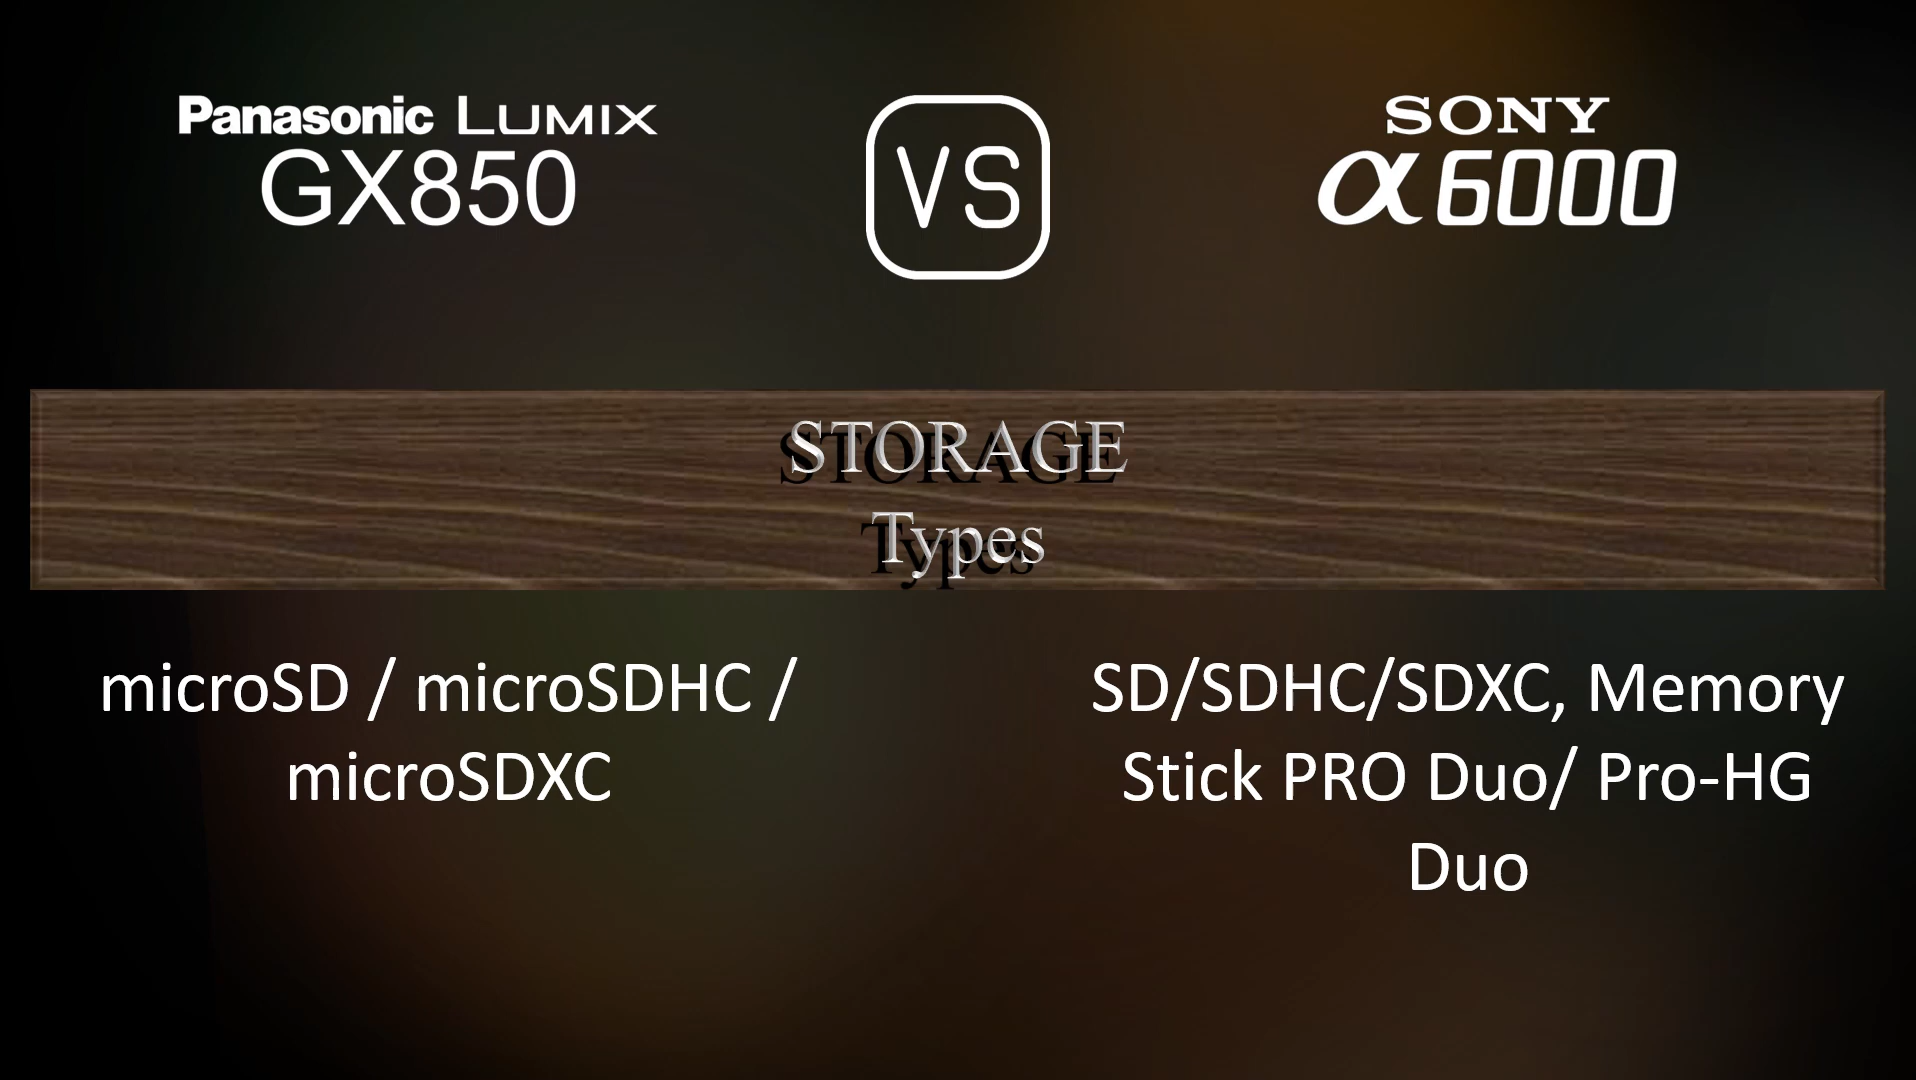 Panasonic LUMIX
GX850
VS
SONY
α6000
STORAGE
Types
microSD / microSDHC /
microSDXC
SD/SDHC/SDXC, Memory
Stick PRO Duo/ Pro-HG
Duo